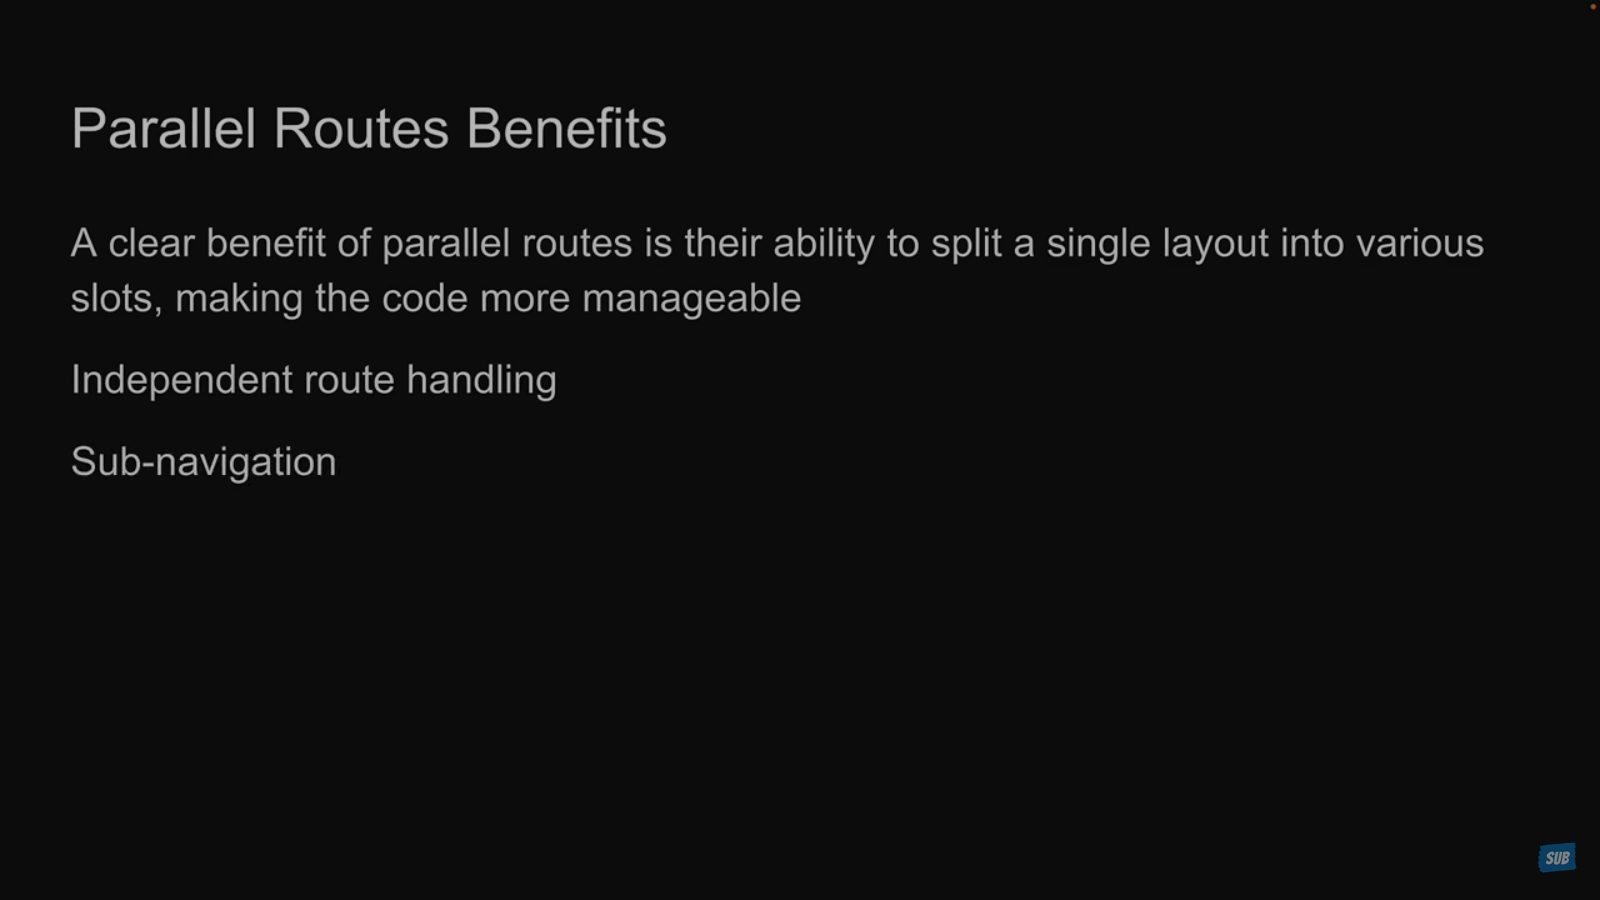 Parallel Routes Benefits
A clear benefit of parallel routes is their ability to split a single layout into various
slots, making the code more manageable
Independent route handling
Sub-navigation
SUB